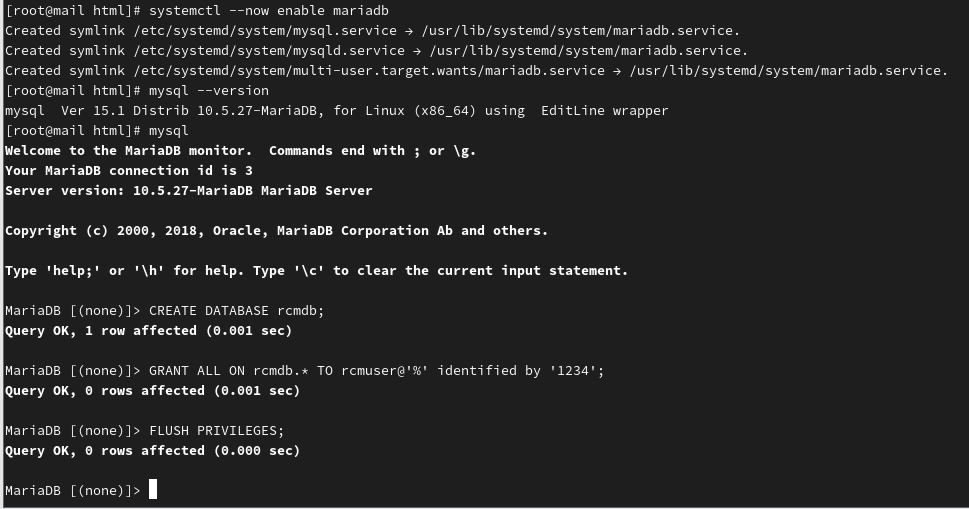 [root@mail html]# systemctl --now enable mariadb
Created symlink /etc/systemd/system/mysql.service → /usr/lib/systemd/system/mariadb.service.
Created symlink /etc/systemd/system/mysqld.service → /usr/lib/systemd/system/mariadb.service.
Created symlink /etc/systemd/system/multi-user.target.wants/mariadb.service → /usr/lib/systemd/system/mariadb.service.
[root@mail html]# mysql --version
mysql  Ver 15.1 Distrib 10.5.27-MariaDB, for Linux (x86_64) using  EditLine wrapper
[root@mail html]# mysql
Welcome to the MariaDB monitor.  Commands end with ; or \g.
Your MariaDB connection id is 3
Server version: 10.5.27-MariaDB MariaDB Server
Copyright (c) 2000, 2018, Oracle, MariaDB Corporation Ab and others.
Type 'help;' or '\h' for help. Type '\c' to clear the current input statement.
MariaDB [(none)]> CREATE DATABASE rcmdb;
Query OK, 1 row affected (0.001 sec)
MariaDB [(none)]> GRANT ALL ON rcmdb.* TO rcmuser@'%' identified by '1234';
Query OK, 0 rows affected (0.001 sec)
MariaDB [(none)]> FLUSH PRIVILEGES;
Query OK, 0 rows affected (0.000 sec)
MariaDB [(none)]>